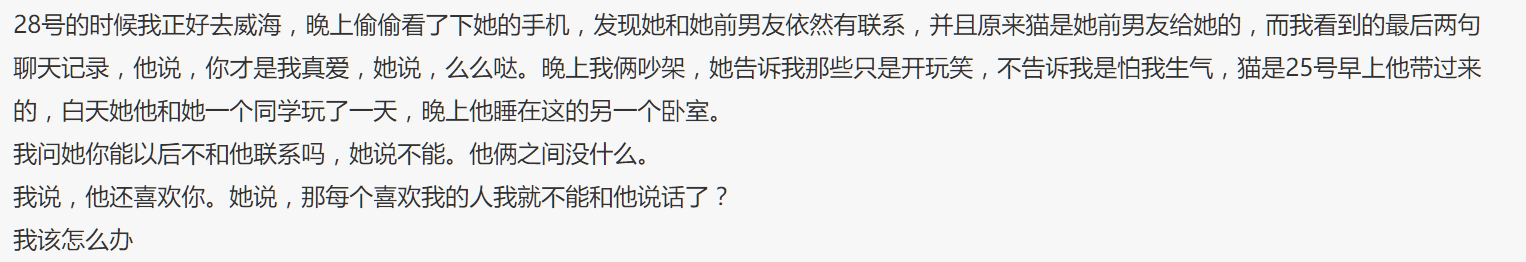 28号的时候我正好去威海，晚上偷偷看了下她的手机，发现她和她前男友依然有联系，并且原来猫是她前男友给她的，而我看到的最后两句
聊天记录，他说，你才是我真爱，她说，么么哒。晚上我俩吵架，她告诉我那些只是开玩笑，不告诉我是怕我生气，猫是25号早上他带过来
的，白天她他和她一个同学玩了一天，晚上他睡在这的另一个卧室。
我问她你能以后不和他联系吗，她说不能。他俩之间没什么。
我说，他还喜欢你。她说，那每个喜欢我的人我就不能和他说话了？
我该怎么办